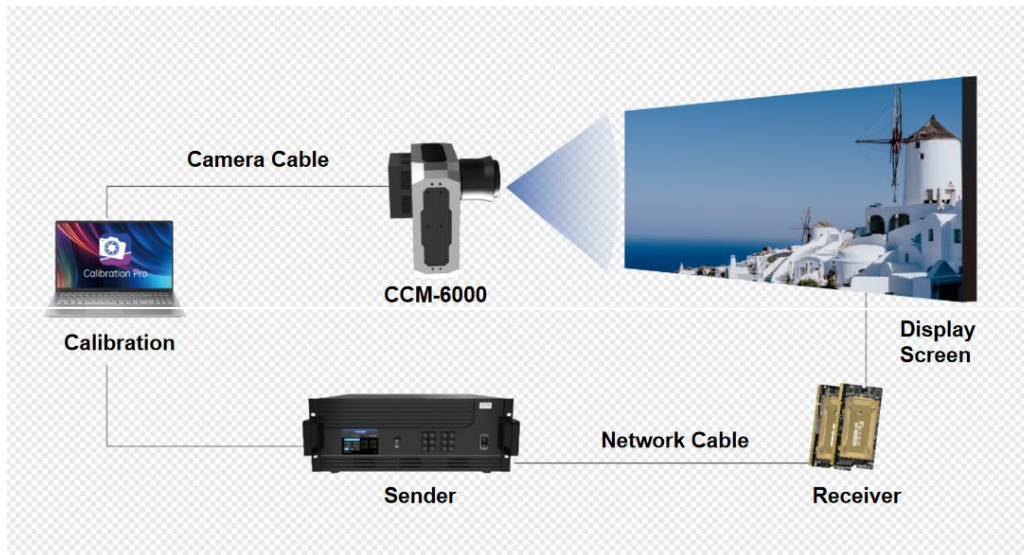 Camera Cable
Calibration Pro
CCM-6000
Calibration
Display
Screen
Network Cable
Sender
Receiver